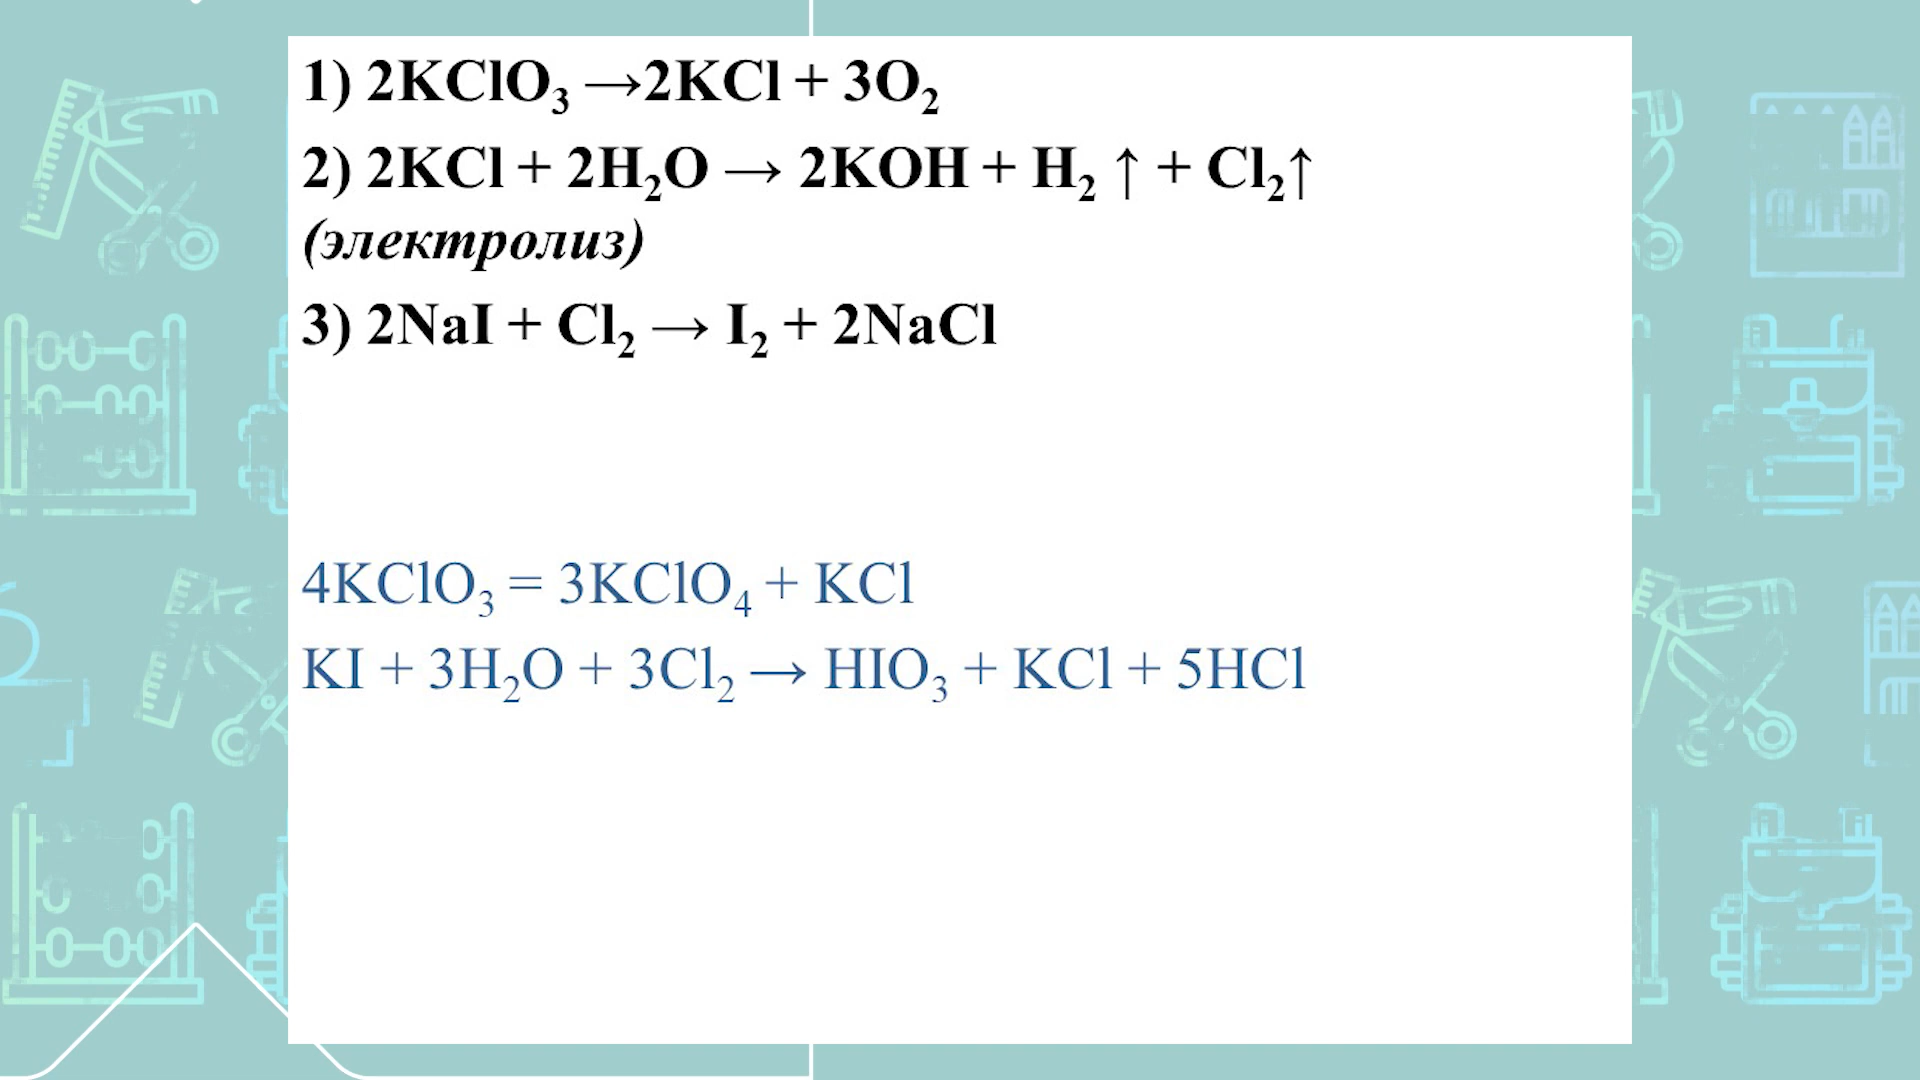 1) 2KClO₃ →2KCl + 3O₂
2) 2KCl + 2H₂O → 2KOH + H₂ ↑ + Cl₂↑
(электролиз)
3) 2NaI + Cl₂ → I₂ + 2NaCl
4KClO₃ = 3KClO₄ + KCl
KI + 3H₂O + 3Cl₂ → HIO₃ + KCl + 5HCl